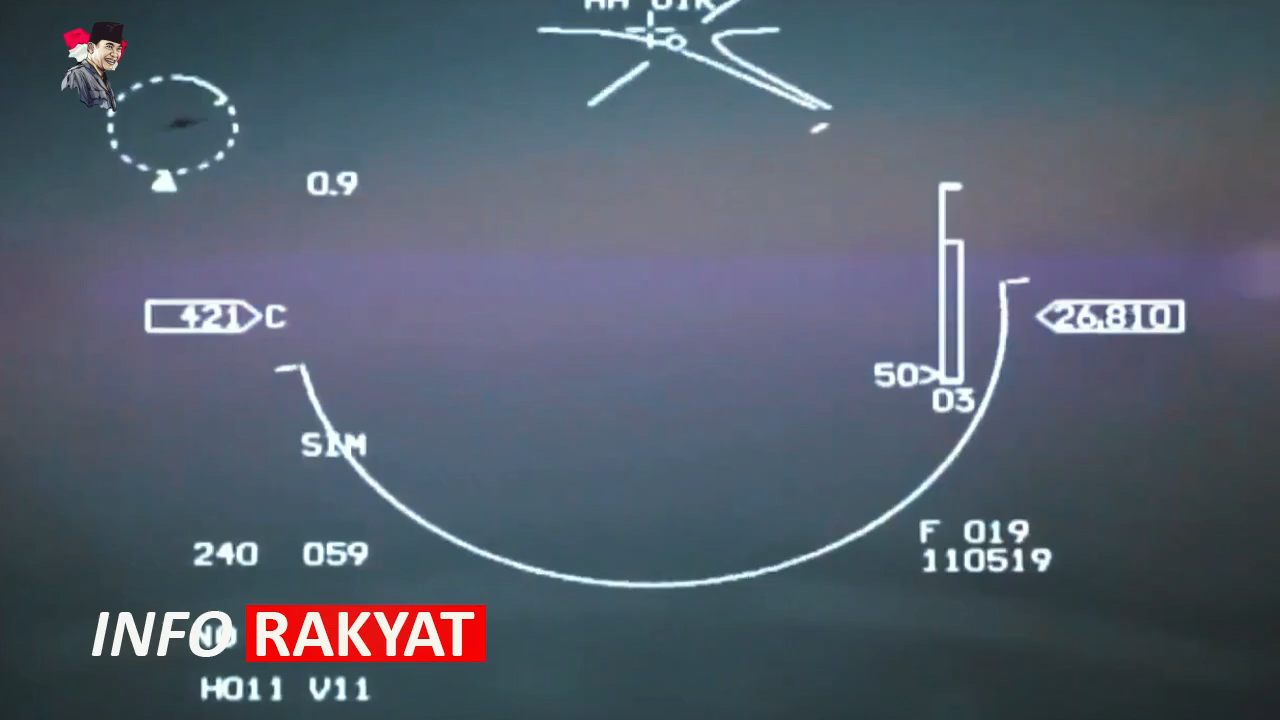 0.9
421 C
26,810
50>
03
SIM
F 019
240 059
110519
INFO RAKYAT
H011 V11